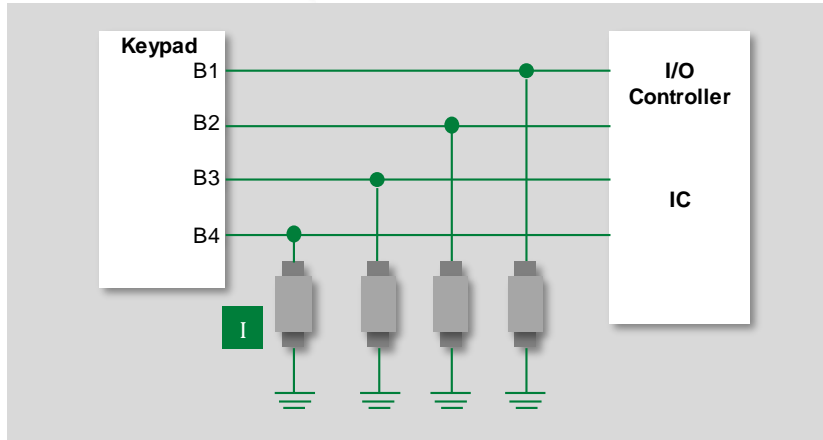 Keypad
B1
B2
B3
B4
I/O
Controller
IC
I